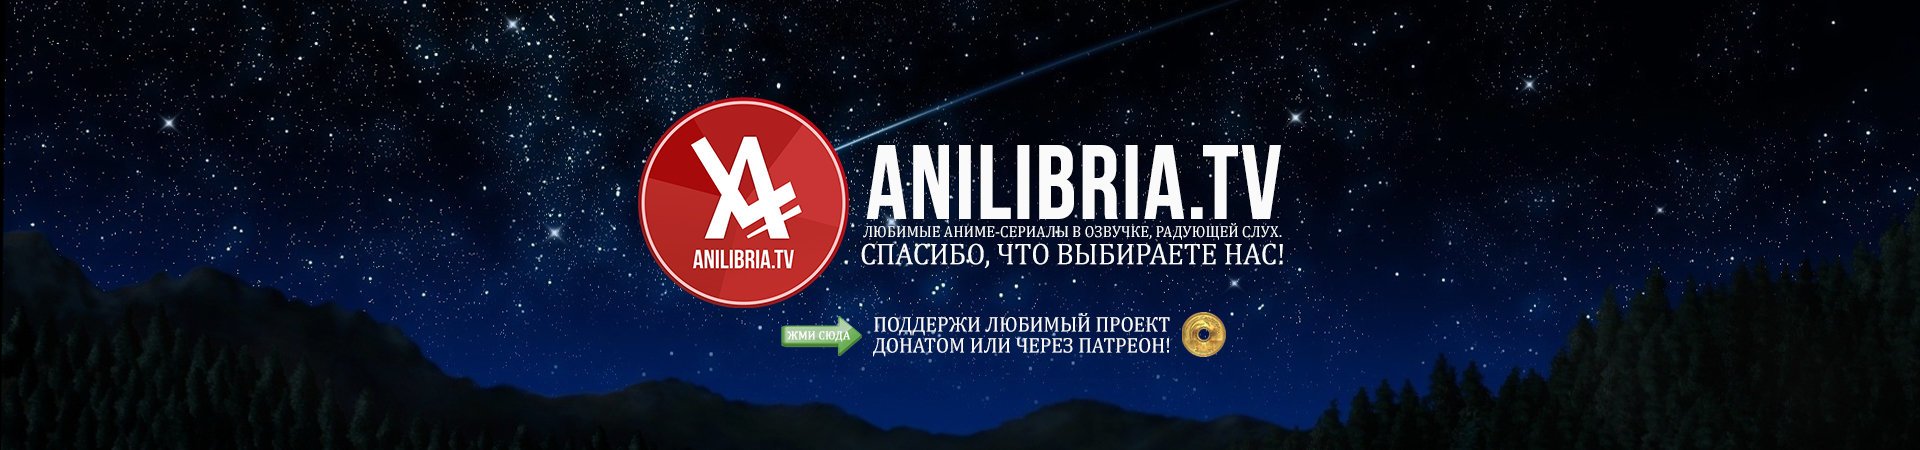 ANILIBRIA.TV
ANILIBRIA.TV
ЛЮБИМЫЕ АНИМЕ-СЕРИАЛЫ В ОЗВУЧКЕ, РАДУЮЩЕЙ СЛУХ.
СПАСИБО, ЧТО ВЫБИРАЕТЕ НАС!
ЖМИ СЮДА
ПОДДЕРЖИ ЛЮБИМЫЙ ПРОЕКТ
ДОНАТОМ ИЛИ ЧЕРЕЗ ПАТРЕОН!